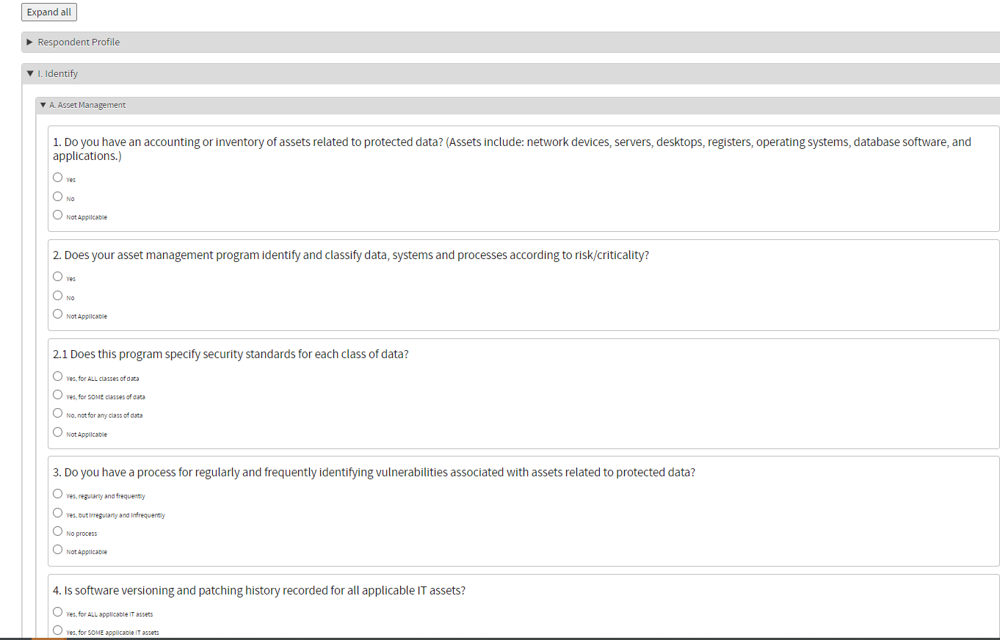 Expand all
Respondent Profile
I. Identify
A. Asset Management
1. Do you have an accounting or inventory of assets related to protected data? (Assets include: network devices, servers, desktops, registers, operating systems, database software, and
applications.)
Yes
No
Not Applicable
2. Does your asset management program identify and classify data, systems and processes according to risk/criticality?
Yes
No
Not Applicable
2.1 Does this program specify security standards for each class of data?
Yes, for ALL classes of data
Yes, for SOME classes of data
No, not for any class of data
Not Applicable
3. Do you have a process for regularly and frequently identifying vulnerabilities associated with assets related to protected data?
Yes, regularly and frequently
Yes, but irregularly and infrequently
No process
Not Applicable
4. Is software versioning and patching history recorded for all applicable IT assets?
Yes, for ALL applicable IT assets
Yes, for SOME applicable IT assets